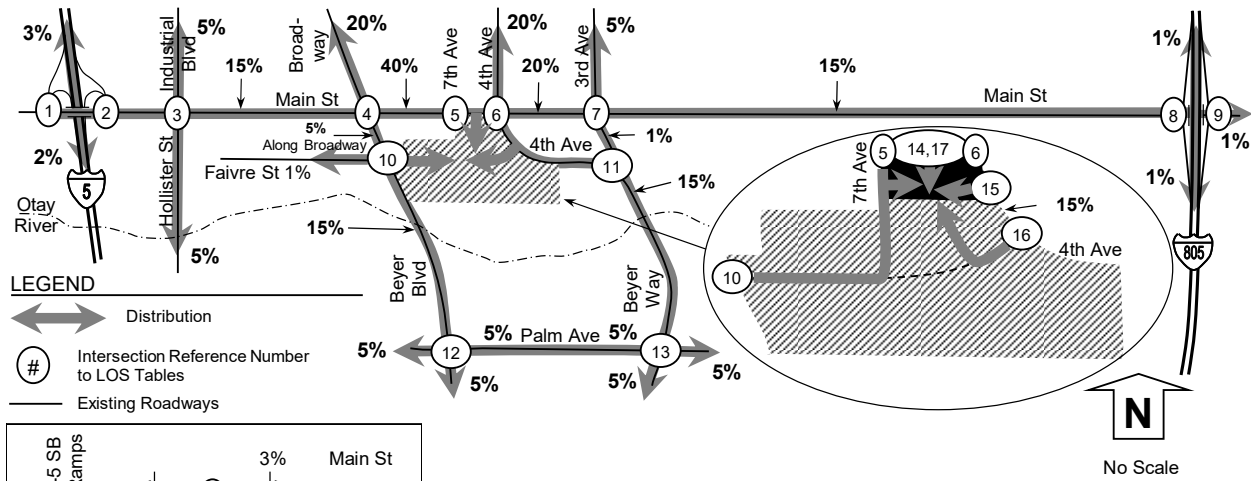 3%
Industrial Blvd
5%
Broad-way
20%
7th Ave
4th Ave
20%
3rd Ave
5%
1%
15%
40%
20%
15%
Main St
Main St
1
2
3
4
5
6
7
8
9
1%
2%
5
Hollister St
5%
5%
Along Broadway
Faivre St 1%
10
4th Ave
11
1%
15%
Otay
River
15%
Beyer
Blvd
Beyer
Way
5%
12
5%
Palm Ave
5%
13
5%
5%
5%
7th Ave
5
14,17
6
15
15%
16
4th Ave
10
1%
805
LEGEND
Distribution
#
Intersection Reference Number
to LOS Tables
Existing Roadways
N
No Scale
-5 SB
3%
Main St